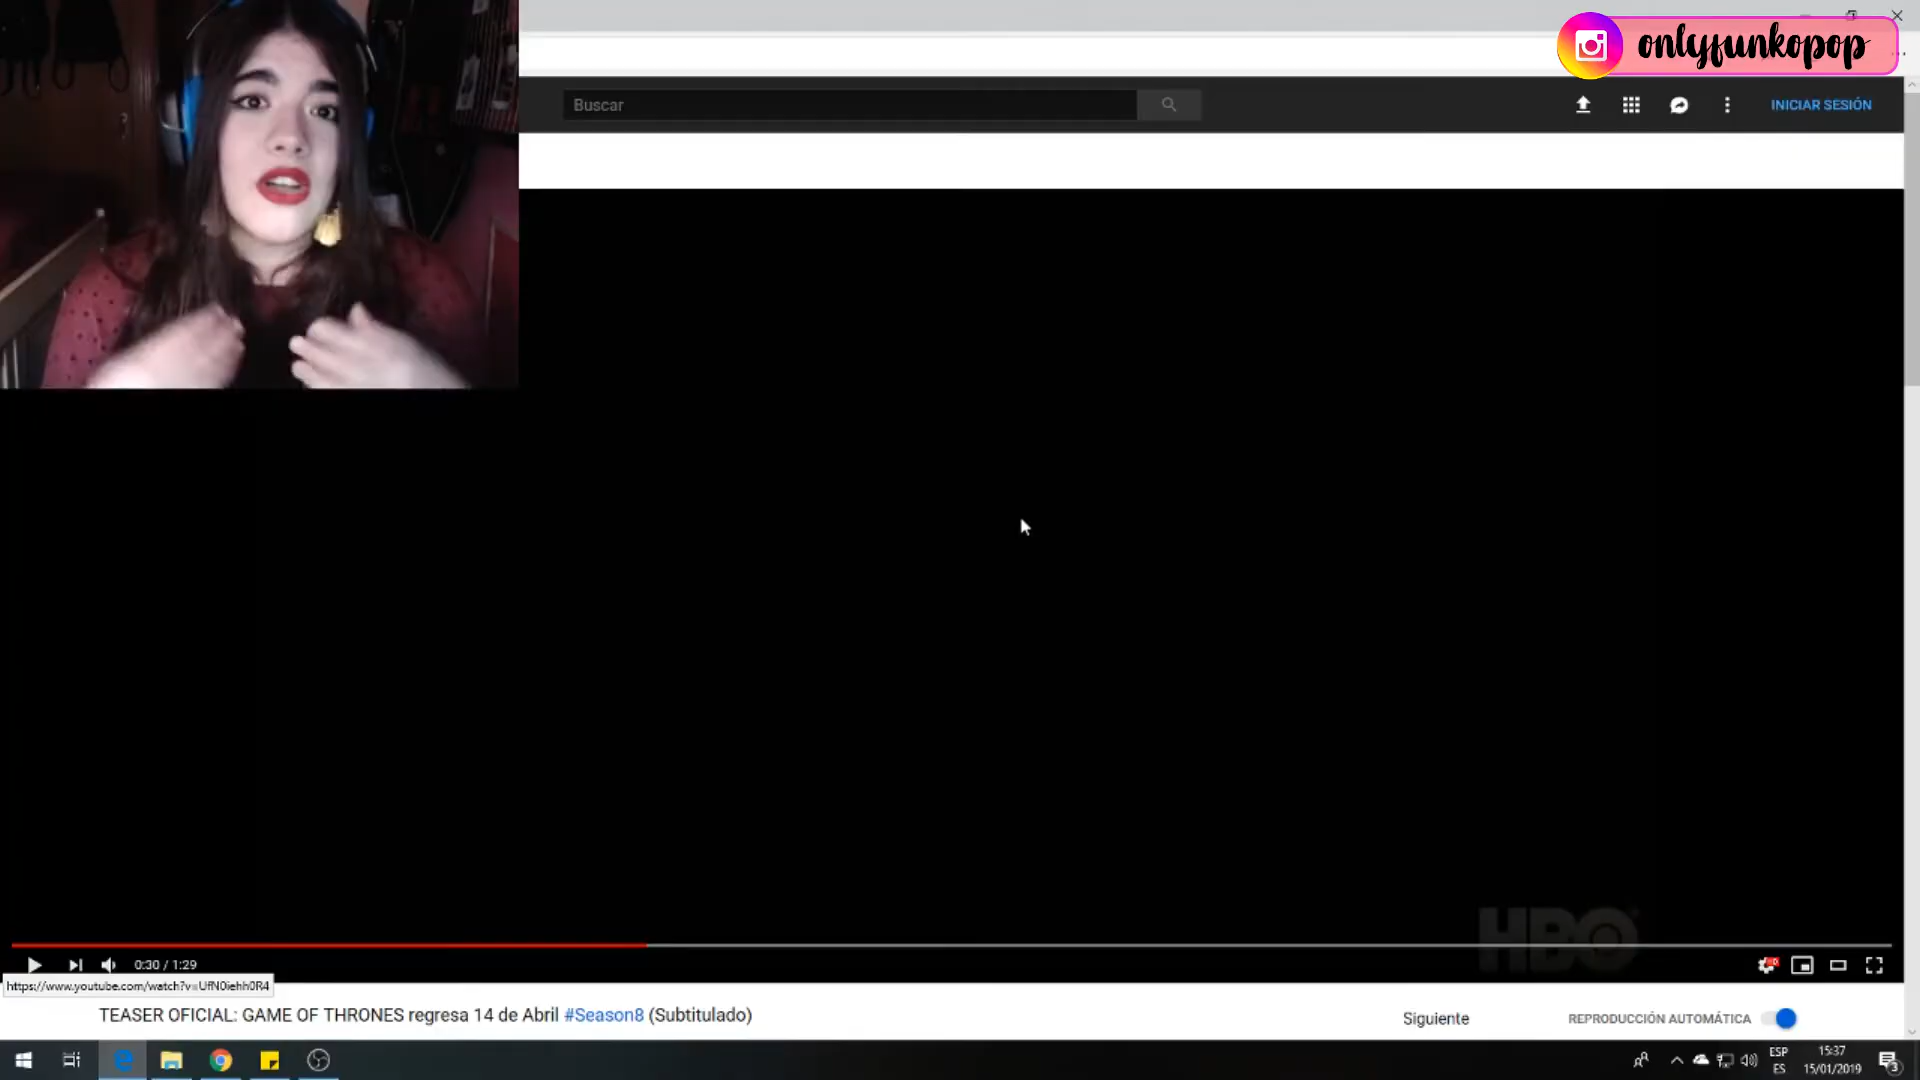 onlyfunkopop
Buscar
INICIAR SESIÓN
HBO
0:30 / 1:29
https://www.youtube.com/watch?v=UfN0iehh0R4
TEASER OFICIAL: GAME OF THRONES regresa 14 de Abril #Season8 (Subtitulado)
Siguiente
REPRODUCCIÓN AUTOMÁTICA
ESP
ES
15:37
15/01/2019
3